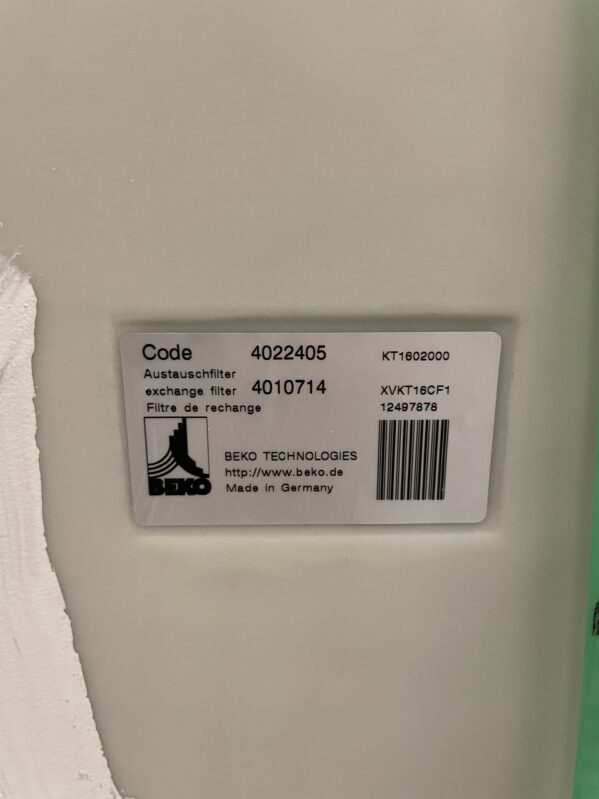 Code 4022405 KT1602000
Austauschfilter
exchange filter 4010714 XVKT16CF1
Filtre de rechange 12497878
BEKO TECHNOLOGIES
http://www.beko.de
Made in Germany
BEKO